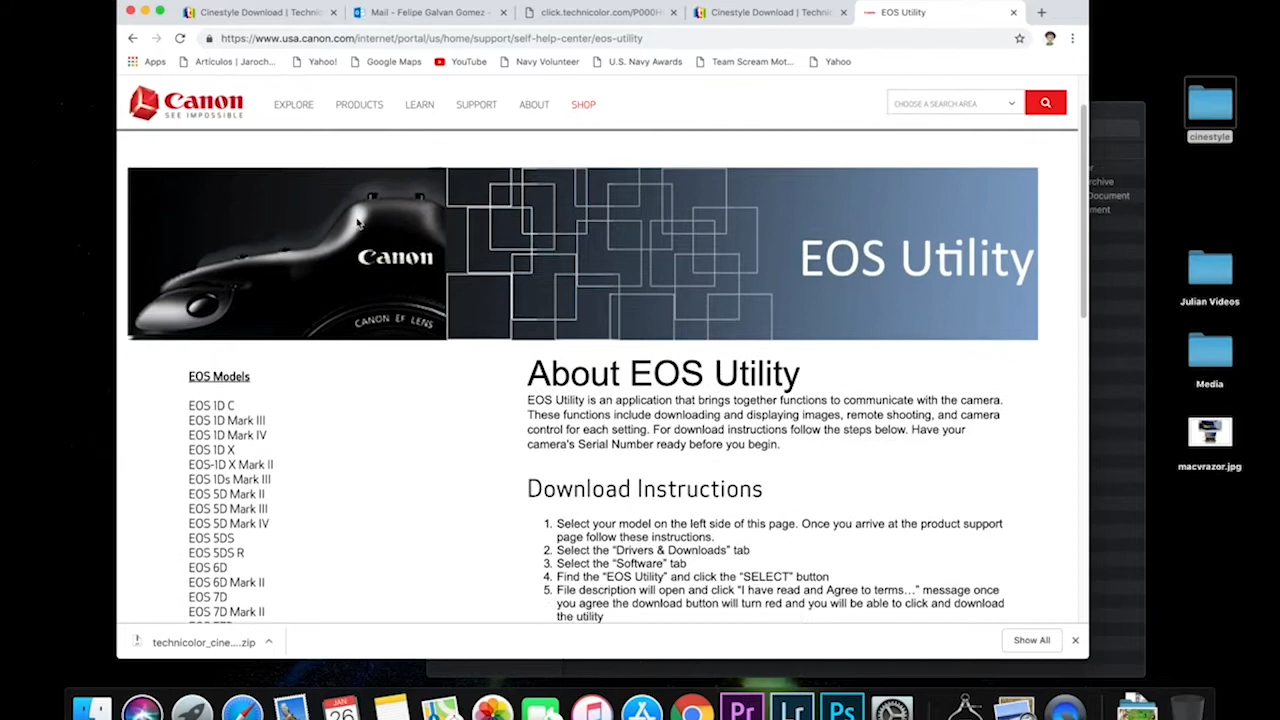 Cinestyle Download | Technic
Mail - Felipe Galvan Gomez -
click.technicolor.com/P000H
Cinestyle Download | Technic
EOS Utility
https://www.usa.canon.com/internet/portal/us/home/support/self-help-center/eos-utility
Apps
Artículos | Jaroch...
Yahoo!
Google Maps
YouTube
Navy Volunteer
U.S. Navy Awards
Team Scream Mot...
Yahoo
Canon
SEE IMPOSSIBLE
EXPLORE
PRODUCTS
LEARN
SUPPORT
ABOUT
SHOP
CHOOSE A SEARCH AREA
Canon
CANON EF LENS
EOS Utility
EOS Models
EOS 1D C
EOS 1D Mark III
EOS 1D Mark IV
EOS 1D X
EOS-1D X Mark II
EOS 1Ds Mark III
EOS 5D Mark II
EOS 5D Mark III
EOS 5D Mark IV
EOS 5DS
EOS 5DS R
EOS 6D
EOS 6D Mark II
EOS 7D
EOS 7D Mark II
About EOS Utility
EOS Utility is an application that brings together functions to communicate with the camera.
These functions include downloading and displaying images, remote shooting, and camera
control for each setting. For download instructions follow the steps below. Have your
camera's Serial Number ready before you begin.
Download Instructions
1. Select your model on the left side of this page. Once you arrive at the product support
page follow these instructions.
2. Select the “Drivers & Downloads” tab
3. Select the “Software” tab
4. Find the “EOS Utility” and click the “SELECT” button
5. File description will open and click “I have read and Agree to terms…” message once
you agree the download button will turn red and you will be able to click and download
the utility
technicolor_cine....zip
Show All
cinestyle
Julian Videos
Media
macvrazor.jpg
rchive
Document
ment
JAN
26
Pr
Lr
Ps